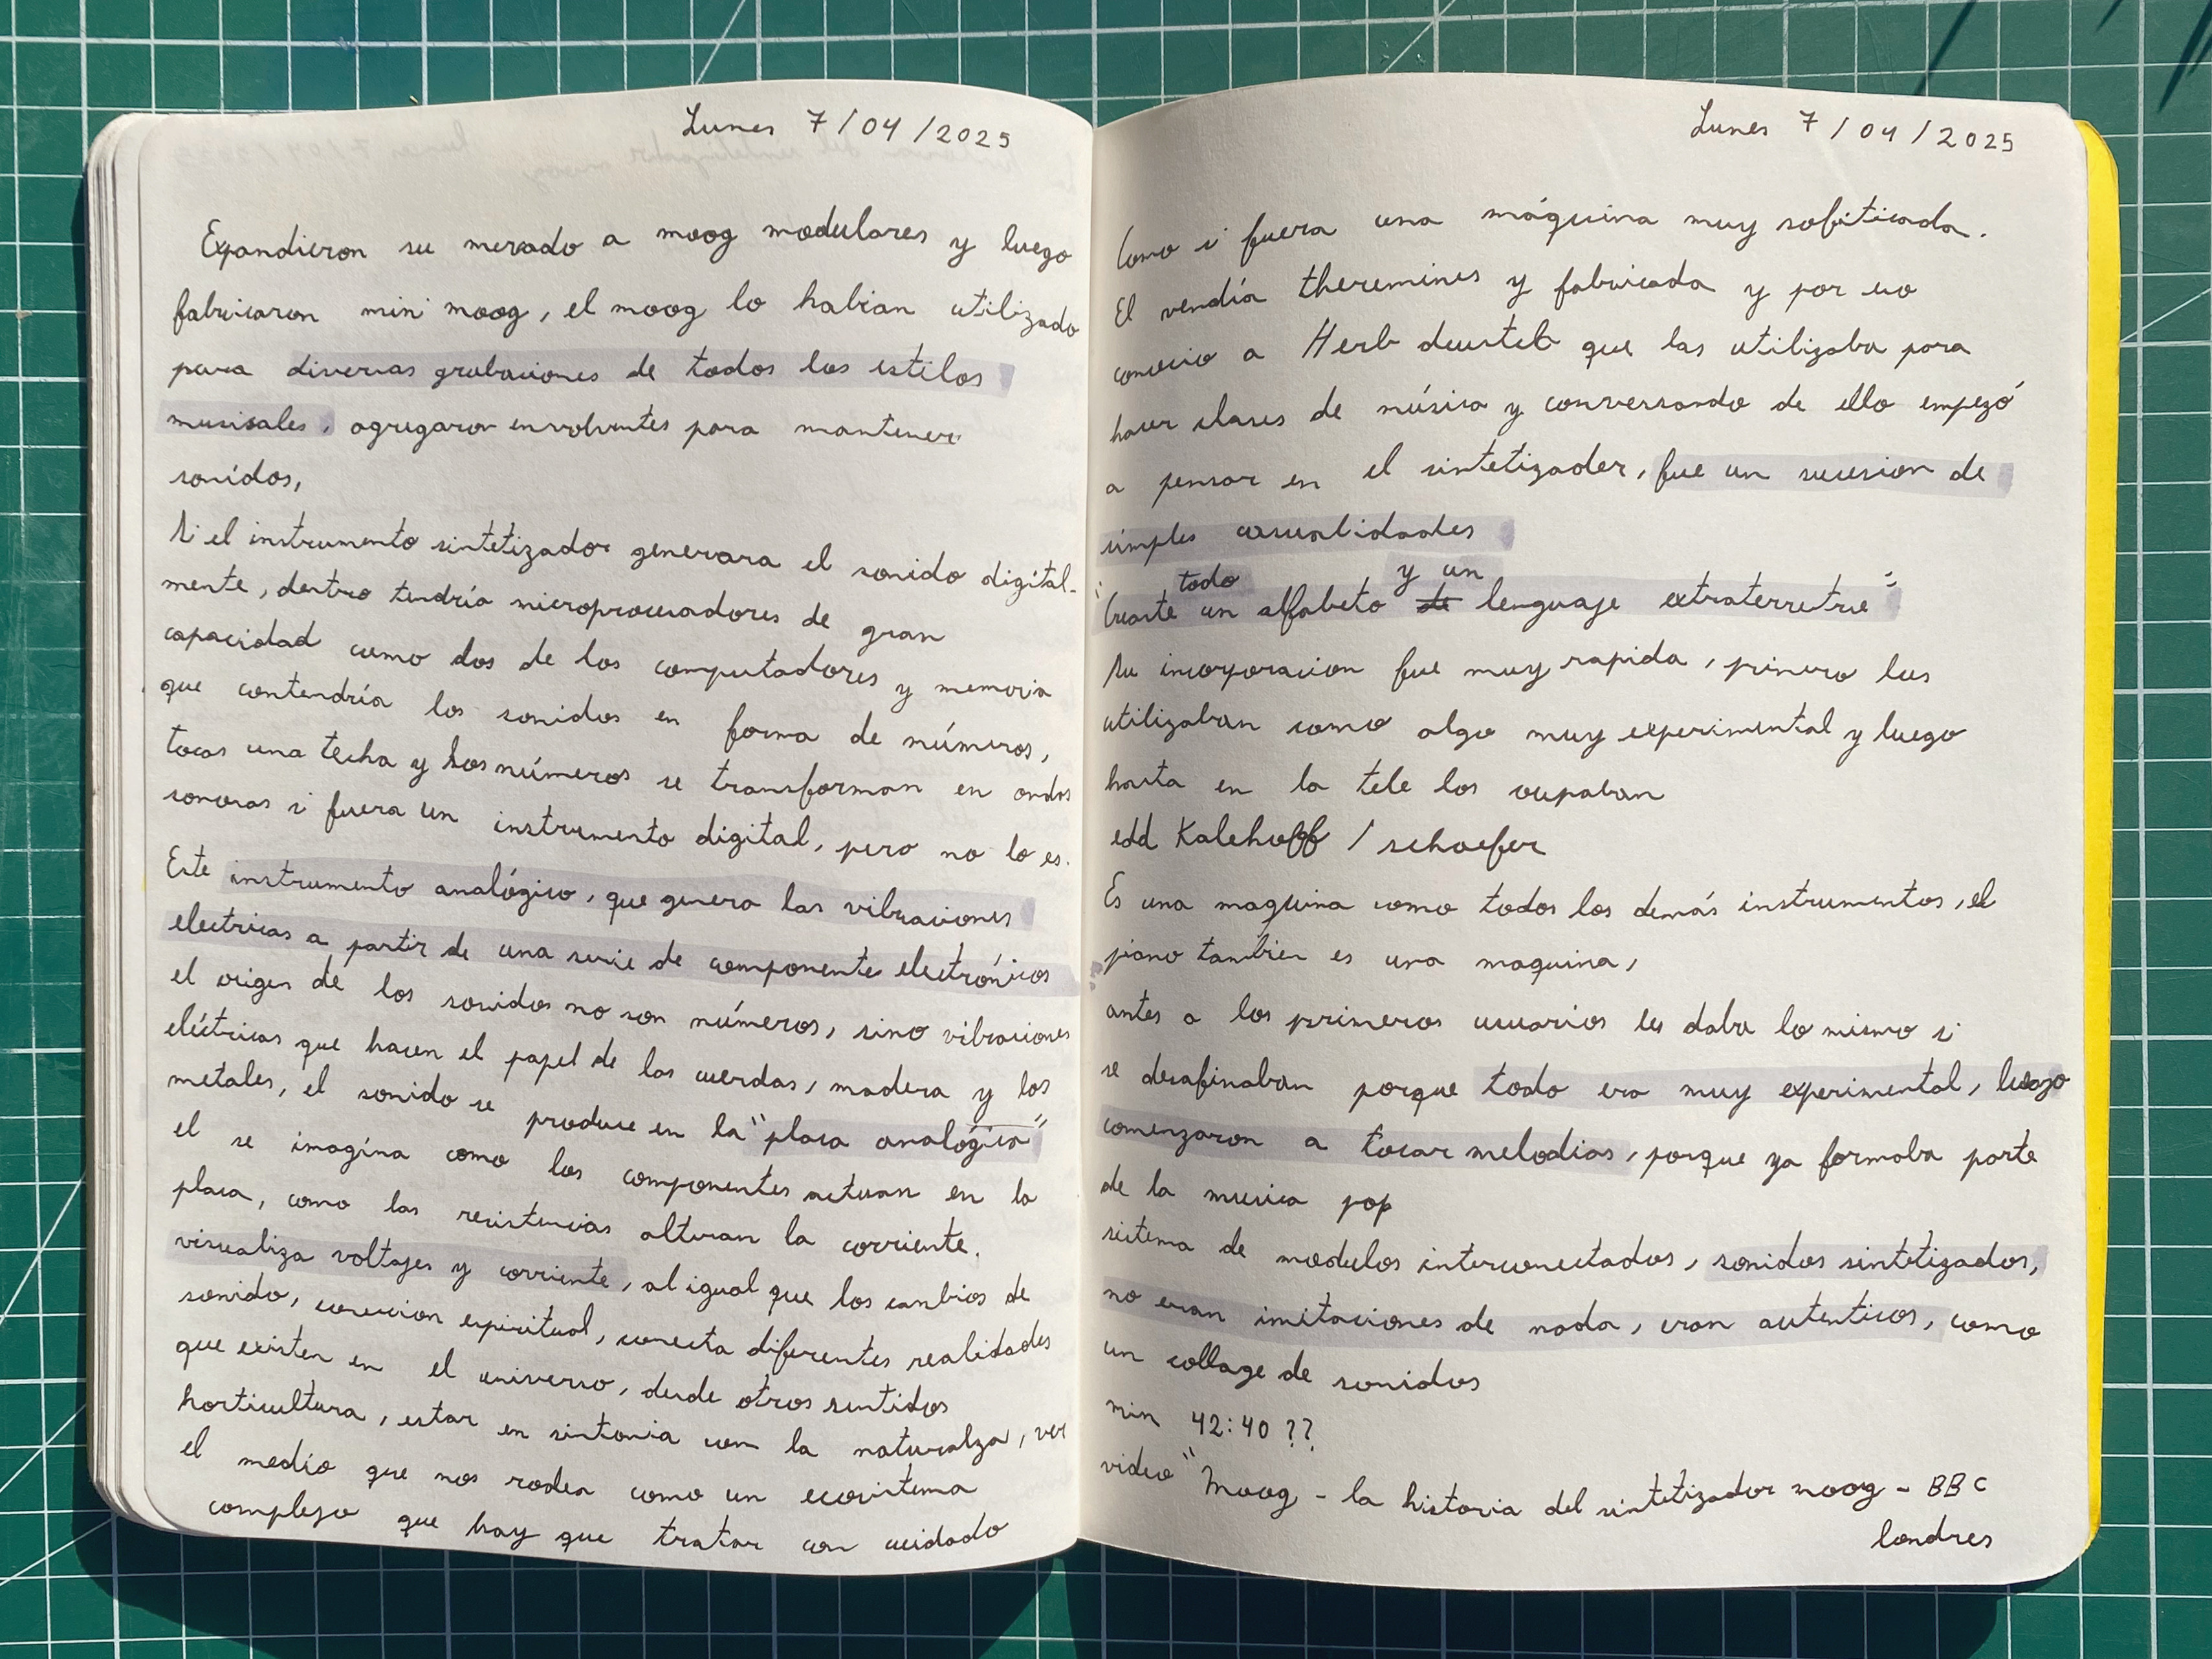 Lunes 7/04/2025
Expandieron su mercado a moog modulares y luego
fabricaron mini moog, el moog lo habian utilizado
para diversas grabaciones de todos los estilos
musicales, agregaron envolventes para mantener
sonidos,
Si el instrumento sintetizador generara el sonido digital-
mente, dentro tendría microprocesadores de gran
capacidad como dos de los computadores y memoria
que contendría los sonidos en forma de números,
tocas una techa y los números se transforman en ondas
sonoras si fuera un instrumento digital, pero no lo es.
Este instrumento analógico, que genera las vibraciones
electricas a partir de una serie de componente electrónicos
el origen de los sonidos no son números, sino vibraciones
eléctricas que hacen el papel de las cuerdas, madera y los
metales, el sonido se produce en la "placa analógica"
el se imagina como los componentes actuan en la
placa, como las resistencias alteran la corriente.
visualiza voltajes y corriente, al igual que los cambios de
sonido, conexion espiritual, conecta diferentes realidades
que existen en el universo, desde otros sentidos
horticultura, estar en sintonia con la naturalza, ver
el medio que nos rodea como un ecosistema
complejo que hay que tratar con cuidado
Lunes 7/04/2025
Como si fuera una máquina muy sofisticada.
El vendía theremines y fabricada y por eso
conocio a Herb que las utilizaba para
hacer clases de música y conversando de ello empezó
a pensar en el sintetizador, fue un sucesion de
simples casualidades
todo y un
"Crearte un alfabeto de lenguaje extraterrestre"
Su incorporacion fue muy rapida, primero los
utilizaban como algo muy experimental y luego
hasta en la tele los ocupaban
edd Kalehoff / schaefer
Es una maquina como todos los demás instrumentos, el
piano tambien es una maquina,
antes a los primeros usuarios les daba lo mismo si
se desafinaban porque todo era muy experimental, luego
comenzaron a tocar melodias, porque ya formaba parte
de la musica pop
sistema de modulos interconectados, sonidos sintetizados,
no eran imitaciones de nada, eran autenticos, como
un collage de sonidos
min 42:40 ??
video "Moog - la historia del sintetizador moog - BBC
londres